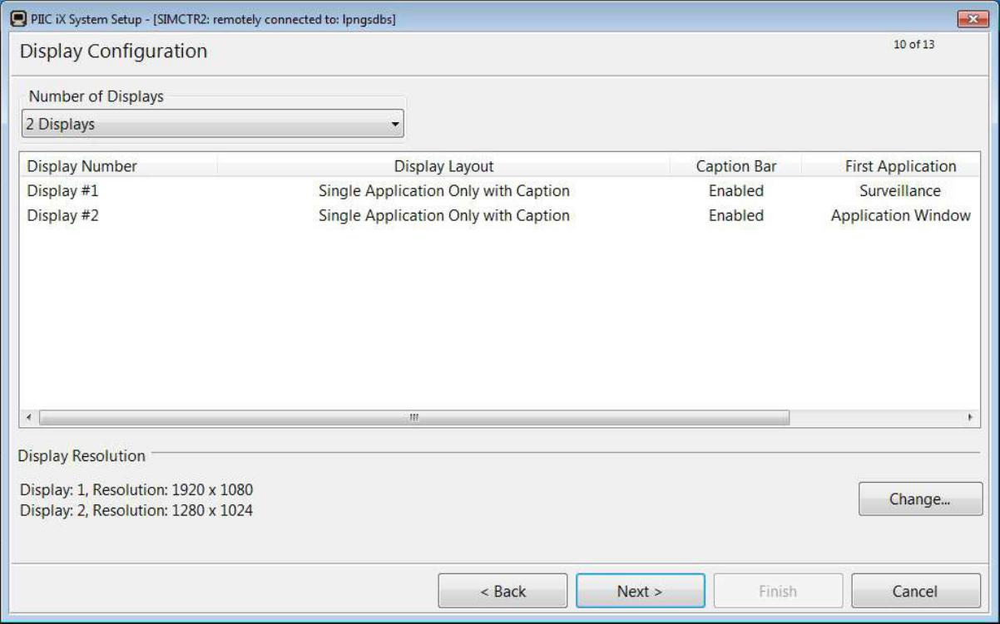 PIIC iX System Setup - [SIMCTR2: remotely connected to: lpngsdbs]
Display Configuration
10 of 13
Number of Displays
2 Displays
Display Number Display Layout Caption Bar First Application
Display #1 Single Application Only with Caption Enabled Surveillance
Display #2 Single Application Only with Caption Enabled Application Window
Display Resolution
Display: 1, Resolution: 1920 x 1080
Display: 2, Resolution: 1280 x 1024
Change...
< Back Next > Finish Cancel